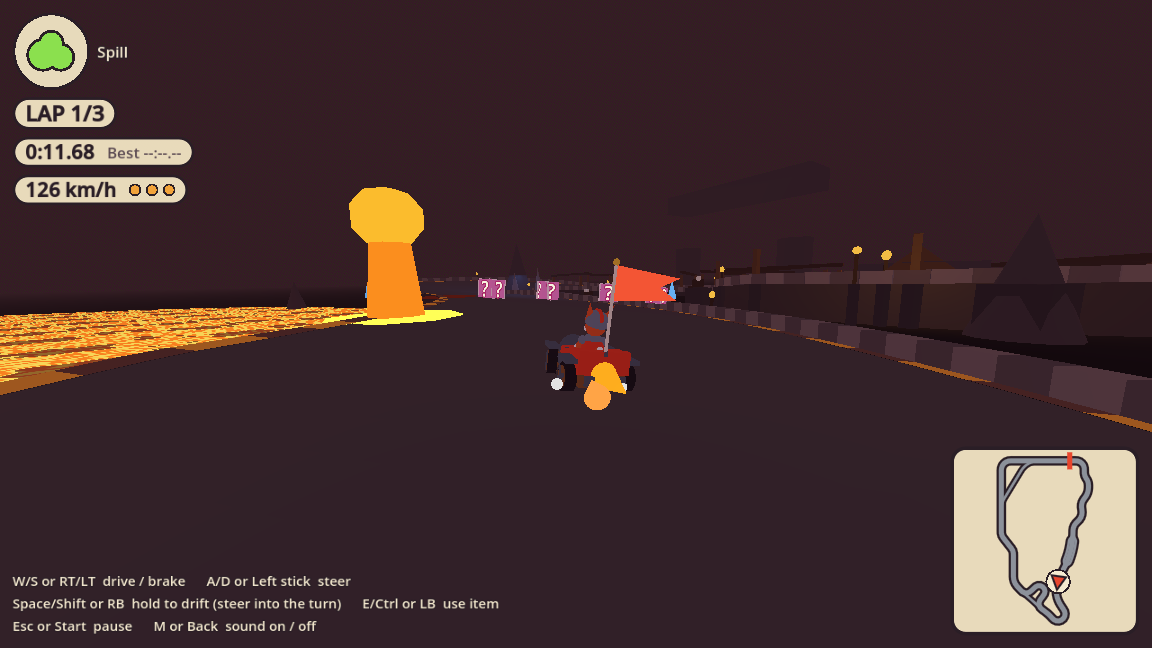 Spill
LAP 1/3
0:11.68 Best --:--.--
126 km/h
? ? ? ? ?
W/S or RT/LT drive / brake A/D or Left stick steer
Space/Shift or RB hold to drift (steer into the turn) E/Ctrl or LB use item
Esc or Start pause M or Back sound on / off